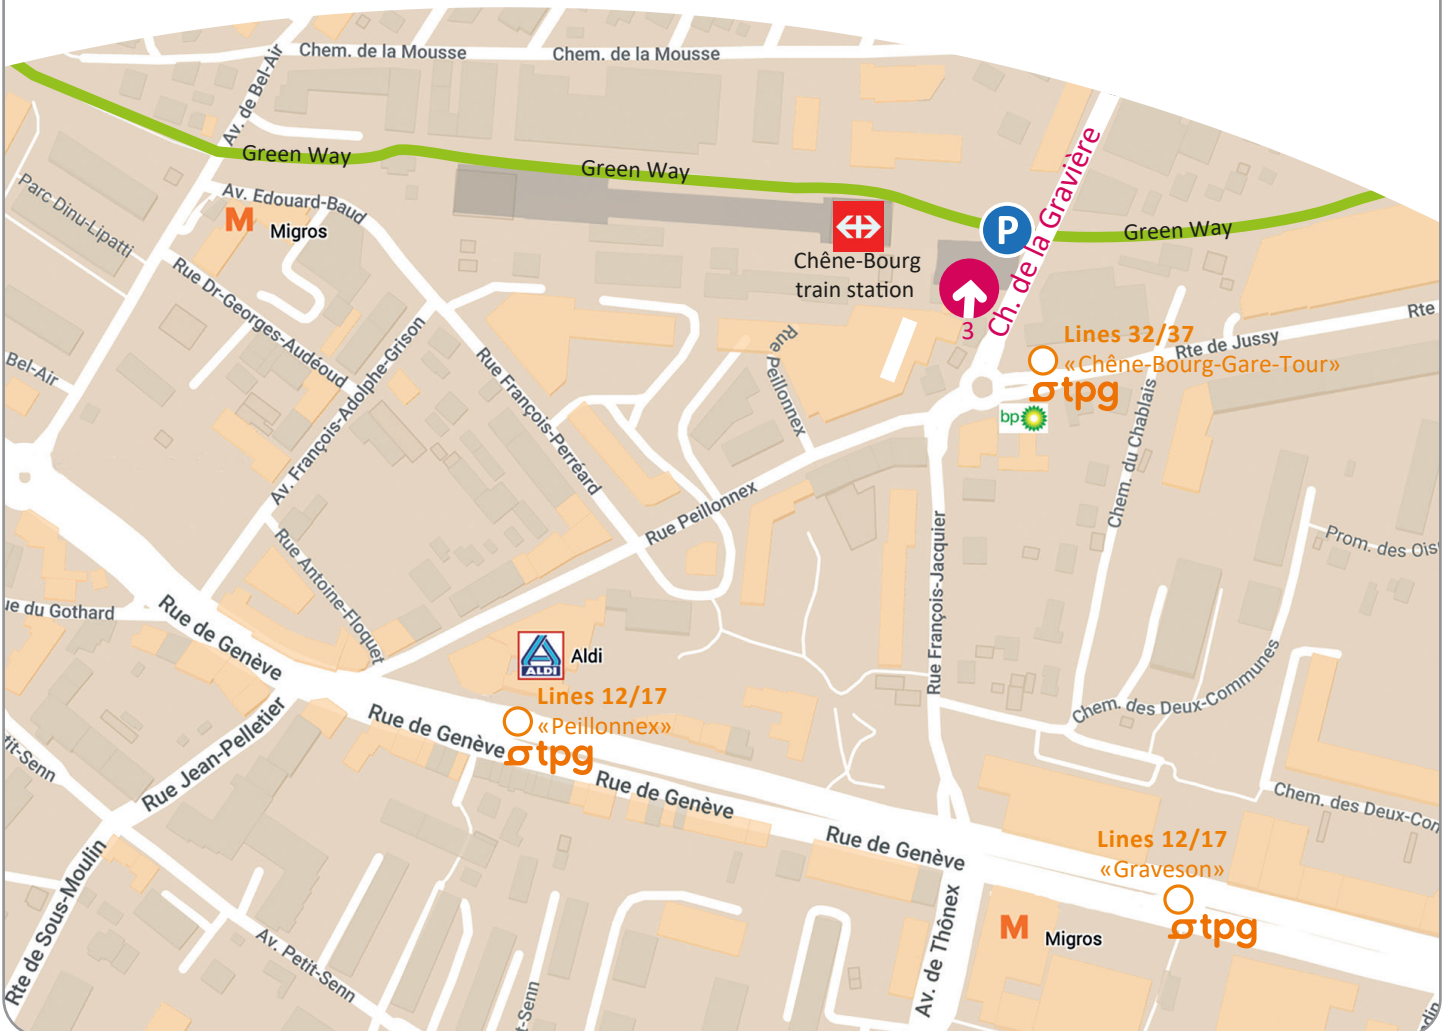 Chem. de la Mousse
Chem. de la Mousse
Av. de Bel-Air
Ch. de la Gravière
Green Way
Green Way
Green Way
P
Parc Dinu-Lipatti
Av. Edouard-Baud
M
Migros
Chêne-Bourg
train station
3
Rue Dr-Georges-Audéoud
Av. François-Adolphe-Grison
Rue François-Perréard
Rue Peillonnex
Lines 32/37
«Chêne-Bourg-Gare-Tour»
tpg
Rte de Jussy
Rte
bp
Bel-Air
Chem. du Chablais
Rue Peillonnex
Rue Antoine-Floquet
Rue François-Jacquier
Prom. des Ois
ue du Gothard
Rue de Genève
ALDI
Aldi
Lines 12/17
«Peillonnex»
tpg
Chem. des Deux-Communes
Rue Jean-Pelletier
Rue de Genève
Rue de Genève
Rue de Genève
tit-Senn
Chem. des Deux-Con
Lines 12/17
«Graveson»
tpg
Rte de Sous-Moulin
Av. Petit-Senn
t-Senn
Av. de Thônex
M
Migros